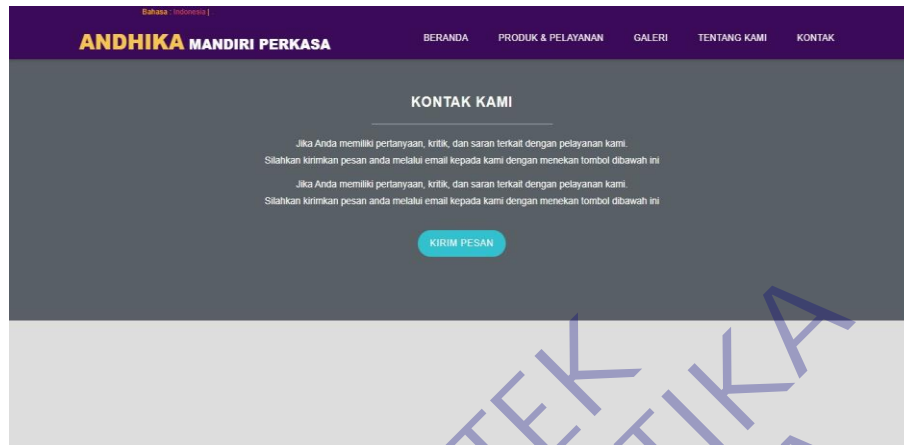 Bahasa : Indonesia |
ANDHIKA MANDIRI PERKASA
BERANDA PRODUK & PELAYANAN GALERI TENTANG KAMI KONTAK
KONTAK KAMI
Jika Anda memiliki pertanyaan, kritik, dan saran terkait dengan pelayanan kami.
Silahkan kirimkan pesan anda melalui email kepada kami dengan menekan tombol dibawah ini
Jika Anda memiliki pertanyaan, kritik, dan saran terkait dengan pelayanan kami.
Silahkan kirimkan pesan anda melalui email kepada kami dengan menekan tombol dibawah ini
KIRIM PESAN